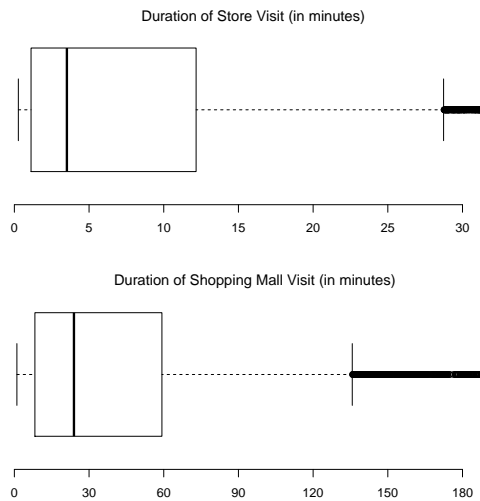 Duration of Store Visit (in minutes)
0 5 10 15 20 25 30
Duration of Shopping Mall Visit (in minutes)
0 30 60 90 120 150 180